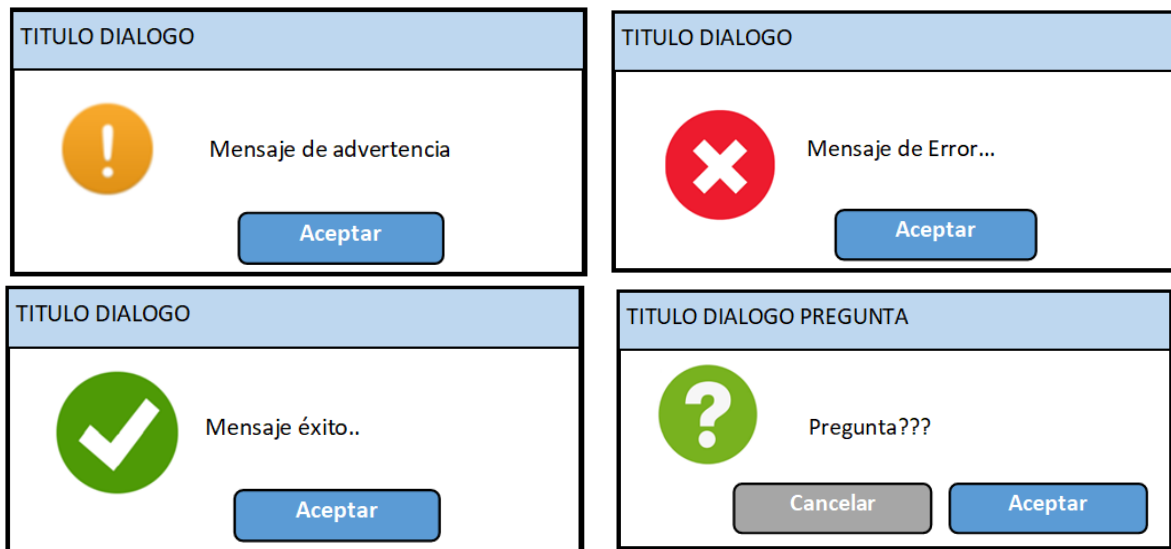 TITULO DIALOGO
Mensaje de advertencia
Aceptar
TITULO DIALOGO
Mensaje de Error...
Aceptar
TITULO DIALOGO
Mensaje éxito..
Aceptar
TITULO DIALOGO PREGUNTA
Pregunta???
Cancelar Aceptar